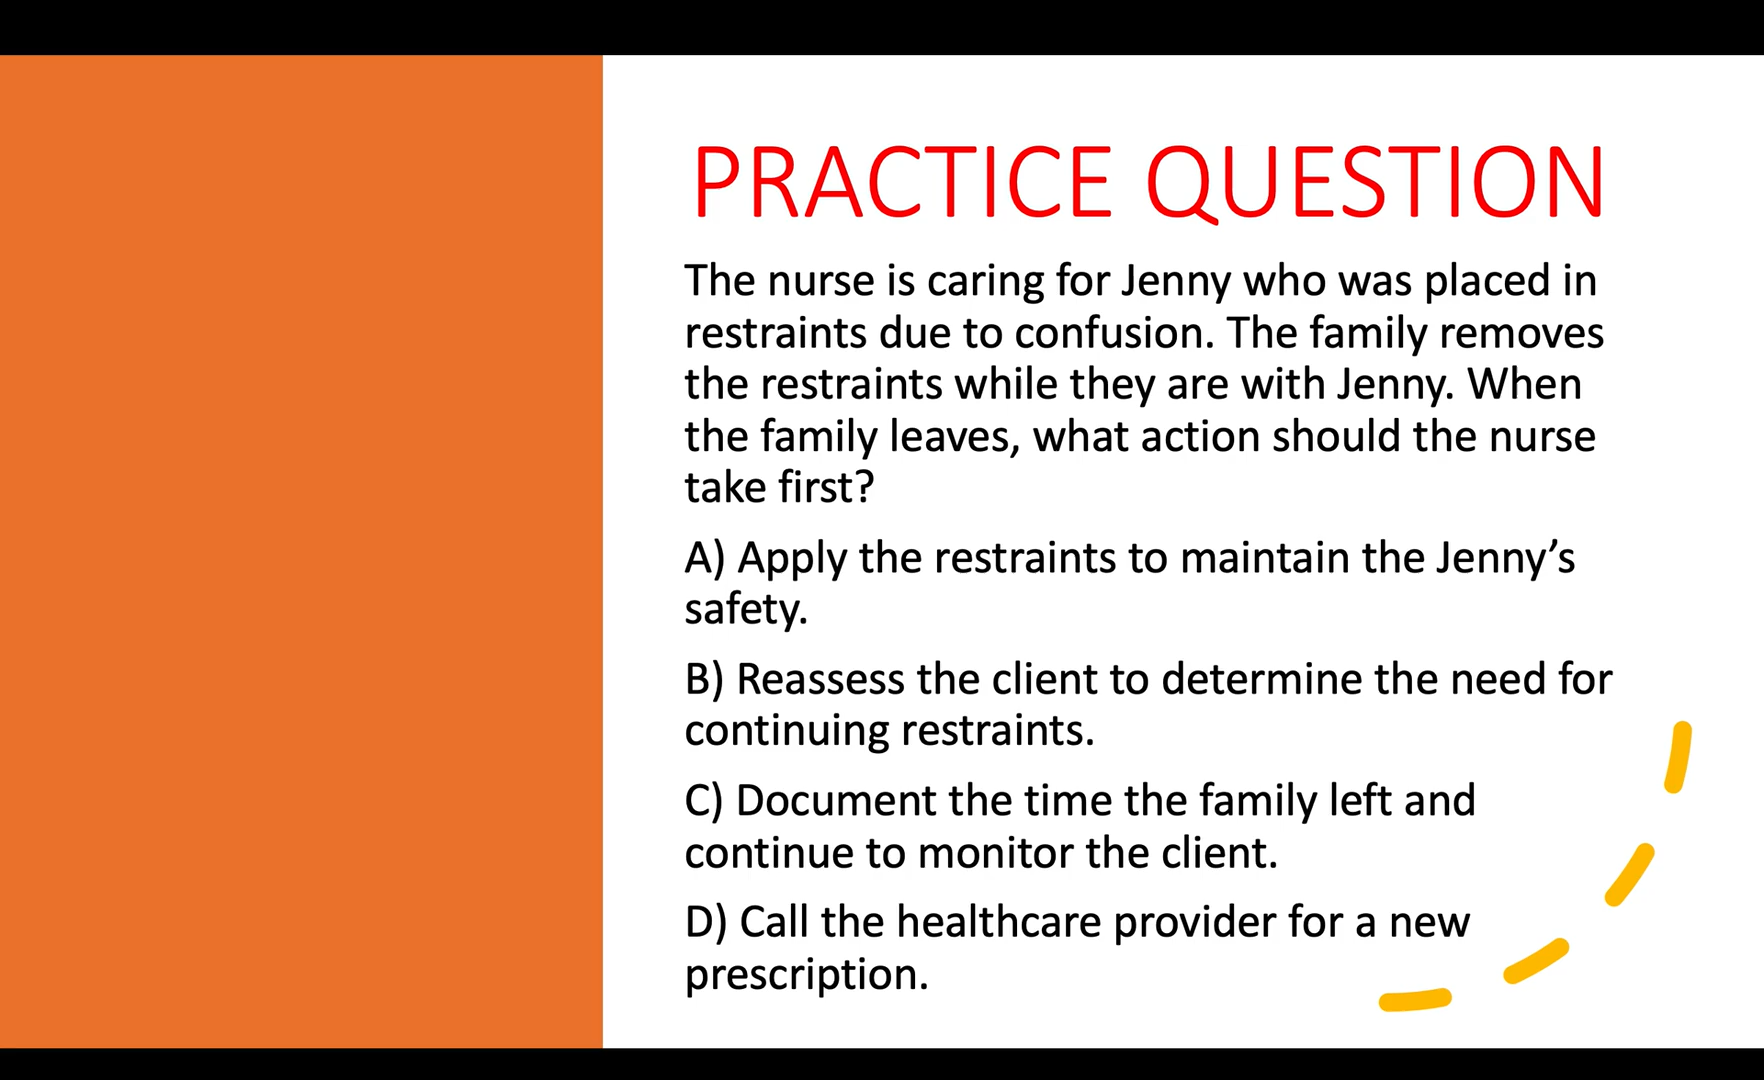 PRACTICE QUESTION
The nurse is caring for Jenny who was placed in
restraints due to confusion. The family removes
the restraints while they are with Jenny. When
the family leaves, what action should the nurse
take first?
A) Apply the restraints to maintain the Jenny’s
safety.
B) Reassess the client to determine the need for
continuing restraints.
C) Document the time the family left and
continue to monitor the client.
D) Call the healthcare provider for a new
prescription.